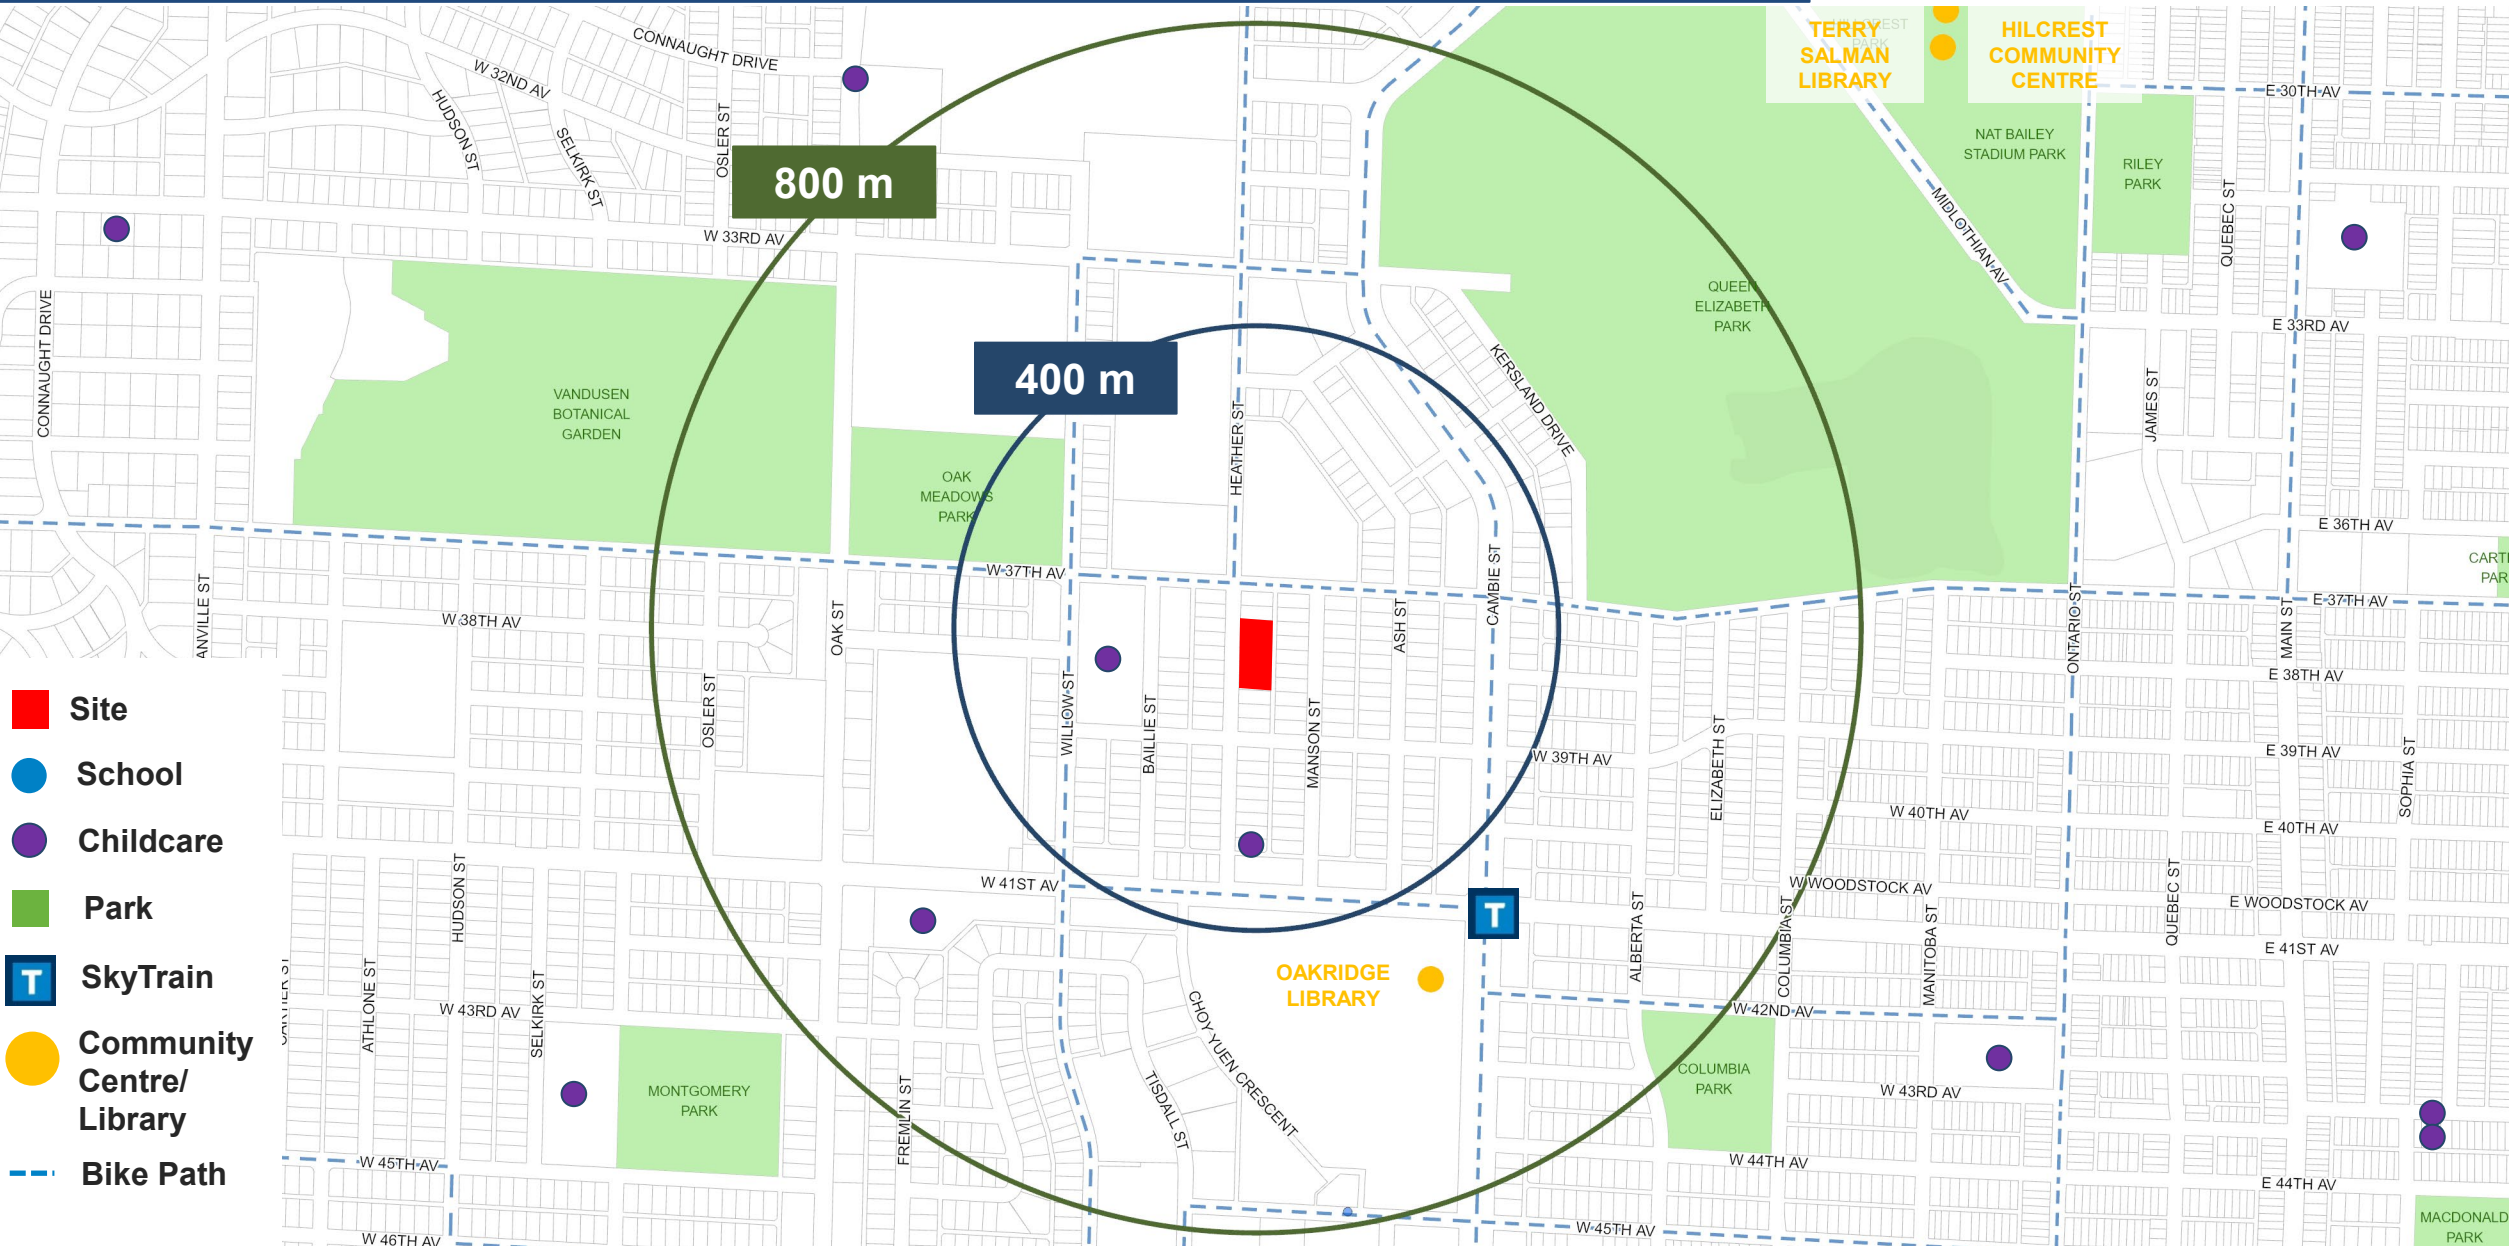 CONNAUGHT DRIVE
W 32ND AV
HUDSON ST
SELKIRK ST
OSLER ST
TERRY
SALMAN
LIBRARY
HILCREST
COMMUNITY
CENTRE
E 30TH AV
NAT BAILEY
STADIUM PARK
RILEY
PARK
800 m
W 33RD AV
MIDLOTHIAN AV
QUEBEC ST
QUEEN
ELIZABETH
PARK
E 33RD AV
CONNAUGHT DRIVE
400 m
VANDUSEN
BOTANICAL
GARDEN
HEATHER ST
KERSLAND DRIVE
JAMES ST
OAK
MEADOWS
PARK
E 36TH AV
W 37TH AV
CAMBIE ST
ANVILLE ST
W 38TH AV
OAK ST
ASH ST
ONTARIO ST
MAIN ST
E 37TH AV
CARTI
PAR
E 38TH AV
OSLER ST
WILLOW ST
BAILLIE ST
MANSON ST
W 39TH AV
ELIZABETH ST
E 39TH AV
SOPHIA ST
W 40TH AV
E 40TH AV
Site
School
Childcare
Park
SkyTrain
Community
Centre/
Library
Bike Path
T
HUDSON ST
W 41ST AV
T
ALBERTA ST
W WOODSTOCK AV
COLUMBIA ST
MANITOBA ST
QUEBEC ST
E WOODSTOCK AV
E 41ST AV
CARTIER ST
ATHLONE ST
SELKIRK ST
W 43RD AV
OAKRIDGE
LIBRARY
CHOY YUEN CRESCENT
W 42ND AV
MONTGOMERY
PARK
FREMLIN ST
TISDALL ST
COLUMBIA
PARK
W 43RD AV
W 45TH AV
W 44TH AV
E 44TH AV
W 46TH AV
W 45TH AV
MACDONALD
PARK